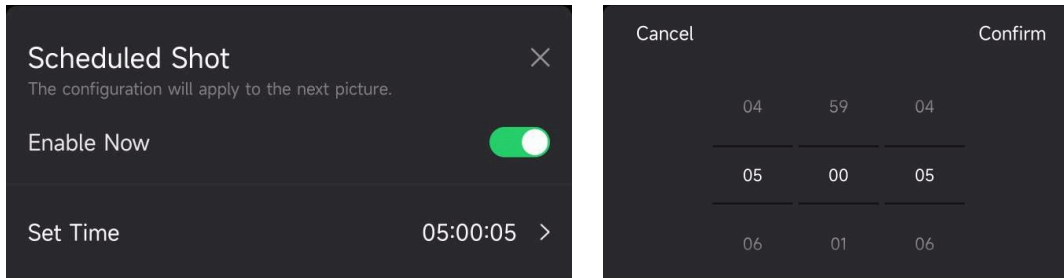 Scheduled Shot
The configuration will apply to the next picture.
Enable Now
Set Time 05:00:05
Cancel Confirm
04 59 04
05 00 05
06 01 06